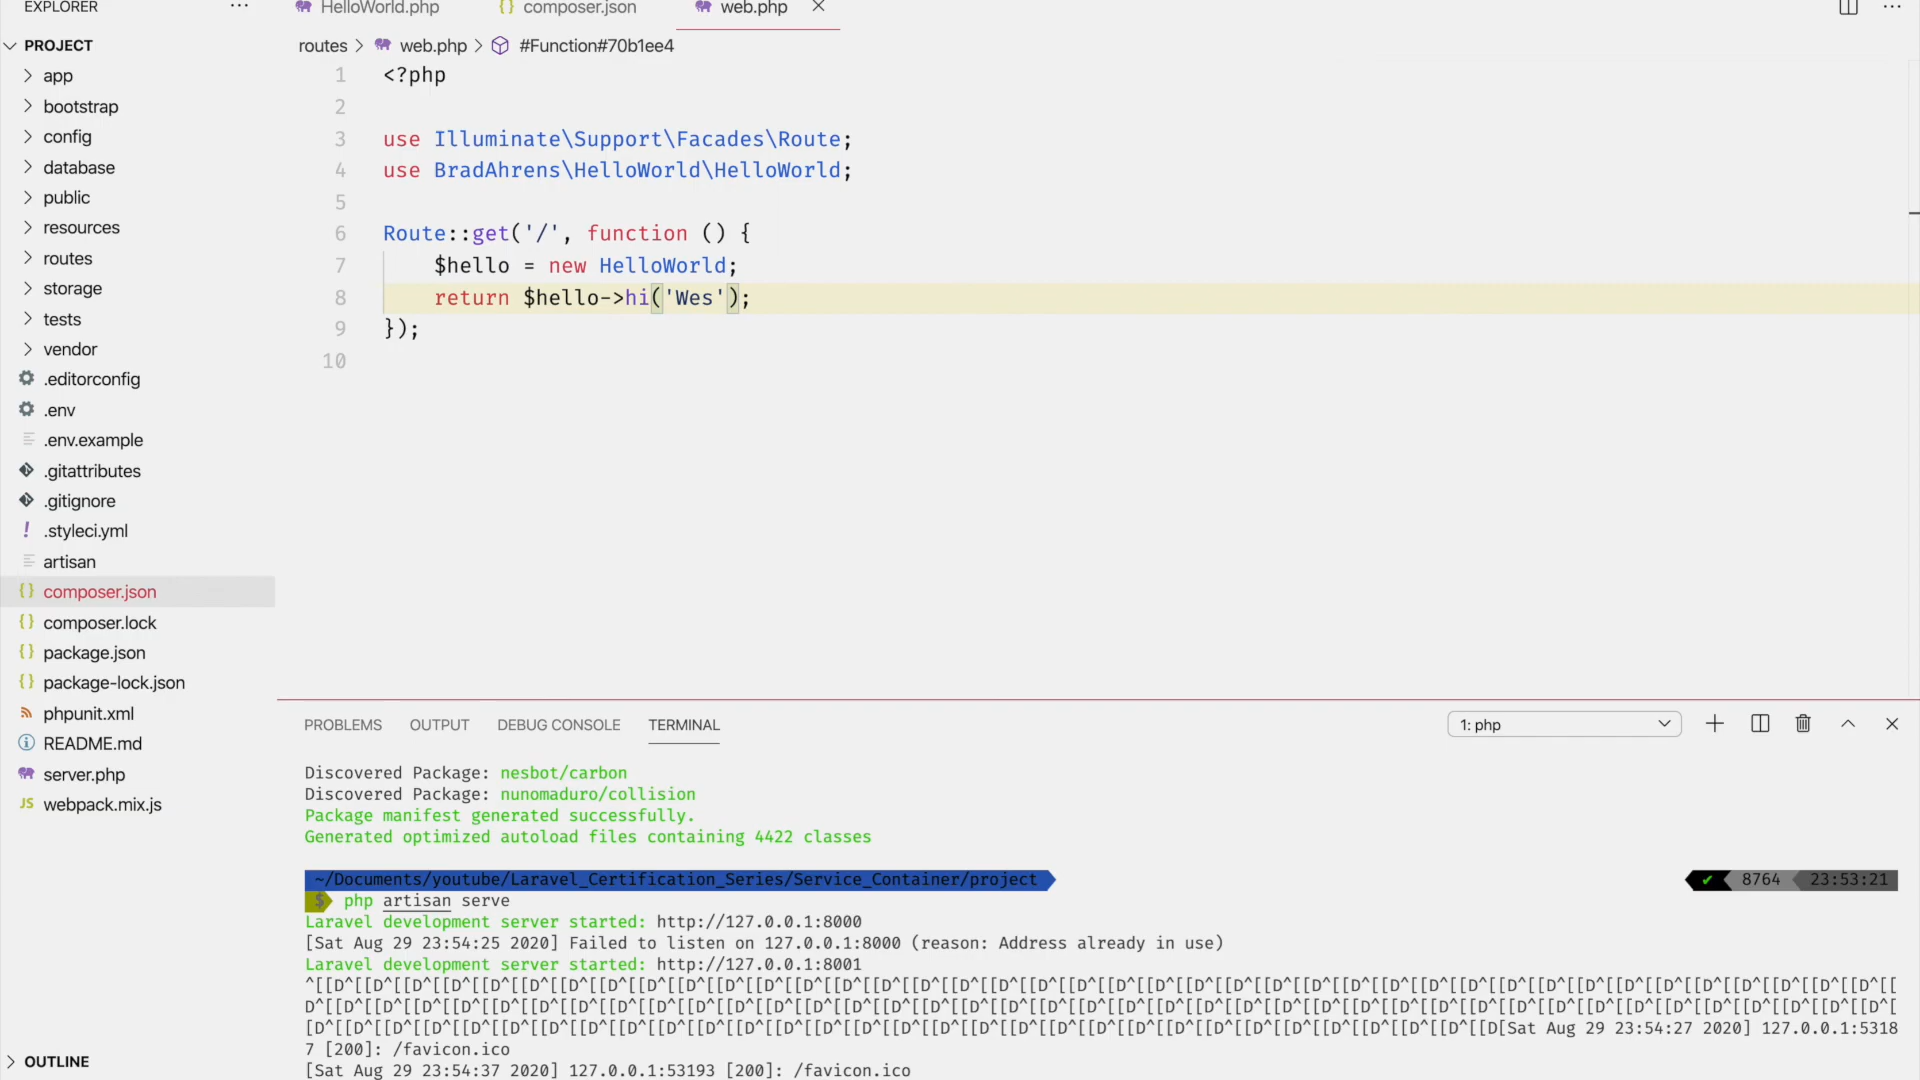 EXPLORER
PROJECT
app
bootstrap
config
database
public
resources
routes
storage
tests
vendor
.editorconfig
.env
.env.example
.gitattributes
.gitignore
.styleci.yml
artisan
composer.json
composer.lock
package.json
package-lock.json
phpunit.xml
README.md
server.php
webpack.mix.js
OUTLINE
HelloWorld.php
composer.json
web.php
routes > web.php > #Function#70b1ee4
1 <?php
2
3 use Illuminate\Support\Facades\Route;
4 use BradAhrens\HelloWorld\HelloWorld;
5
6 Route::get('/', function () {
7 $hello = new HelloWorld;
8 return $hello->hi('Wes');
9 });
10
PROBLEMS OUTPUT DEBUG CONSOLE TERMINAL 1: php
Discovered Package: nesbot/carbon
Discovered Package: nunomaduro/collision
Package manifest generated successfully.
Generated optimized autoload files containing 4422 classes
~/Documents/youtube/Laravel_Certification_Series/Service_Container/project ✔ 8764 23:53:21
$ php artisan serve
Laravel development server started: http://127.0.0.1:8000
[Sat Aug 29 23:54:25 2020] Failed to listen on 127.0.0.1:8000 (reason: Address already in use)
Laravel development server started: http://127.0.0.1:8001
[Sat Aug 29 23:54:27 2020] 127.0.0.1:5318
7 [200]: /favicon.ico
[Sat Aug 29 23:54:37 2020] 127.0.0.1:53193 [200]: /favicon.ico